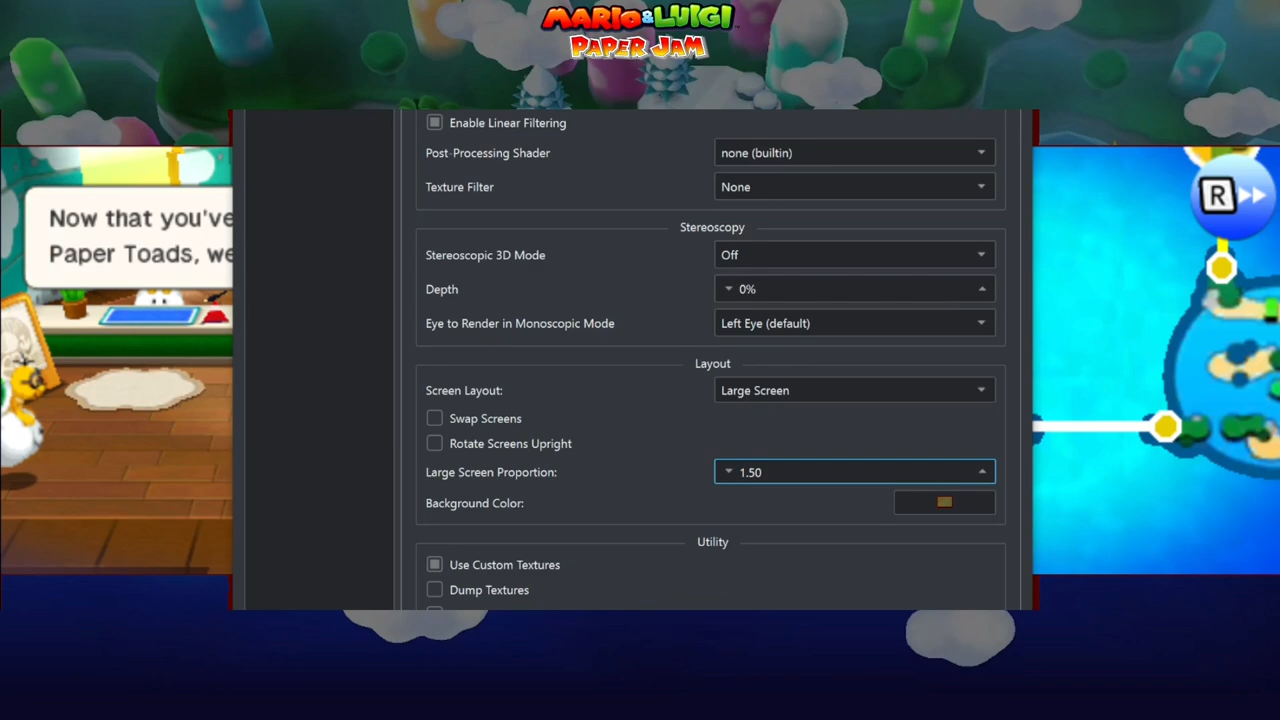 MARIO & LUIGI™
PAPER JAM
Enable Linear Filtering
Post-Processing Shader
none (builtin)
Texture Filter
None
Now that you've
Paper Toads, we
R
Stereoscopy
Stereoscopic 3D Mode
Off
Depth
0%
Eye to Render in Monoscopic Mode
Left Eye (default)
Layout
Screen Layout:
Large Screen
Swap Screens
Rotate Screens Upright
Large Screen Proportion:
1.50
Background Color:
Utility
Use Custom Textures
Dump Textures